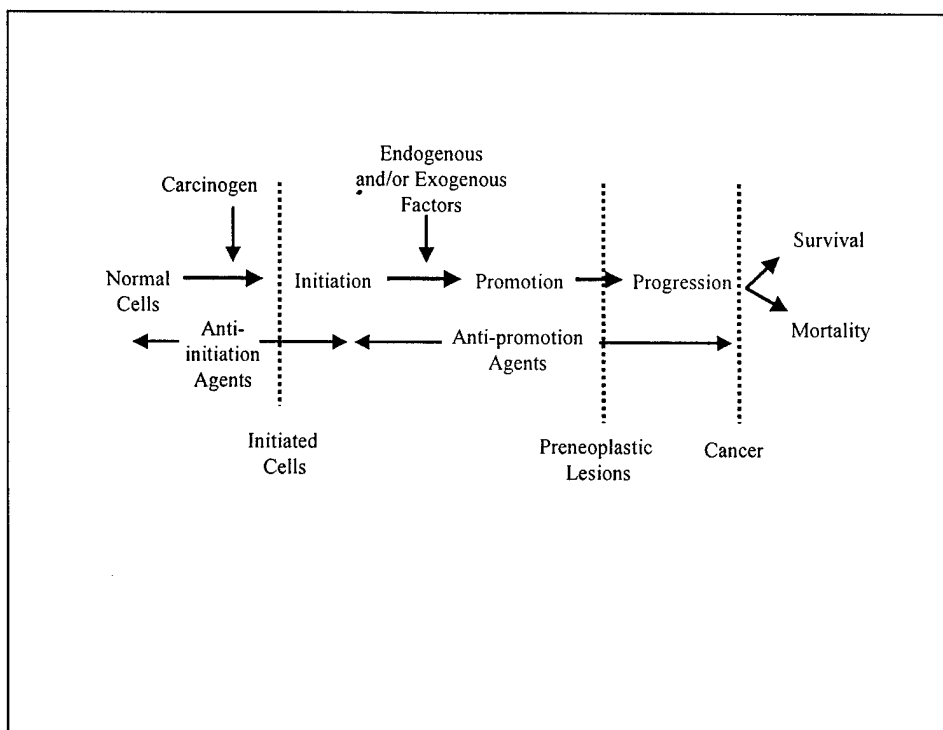 Carcinogen
Endogenous
and/or Exogenous
Factors
Normal
Cells
Initiation
Promotion
Progression
Survival
Mortality
Anti-
initiation
Agents
Anti-promotion
Agents
Initiated
Cells
Preneoplastic
Lesions
Cancer